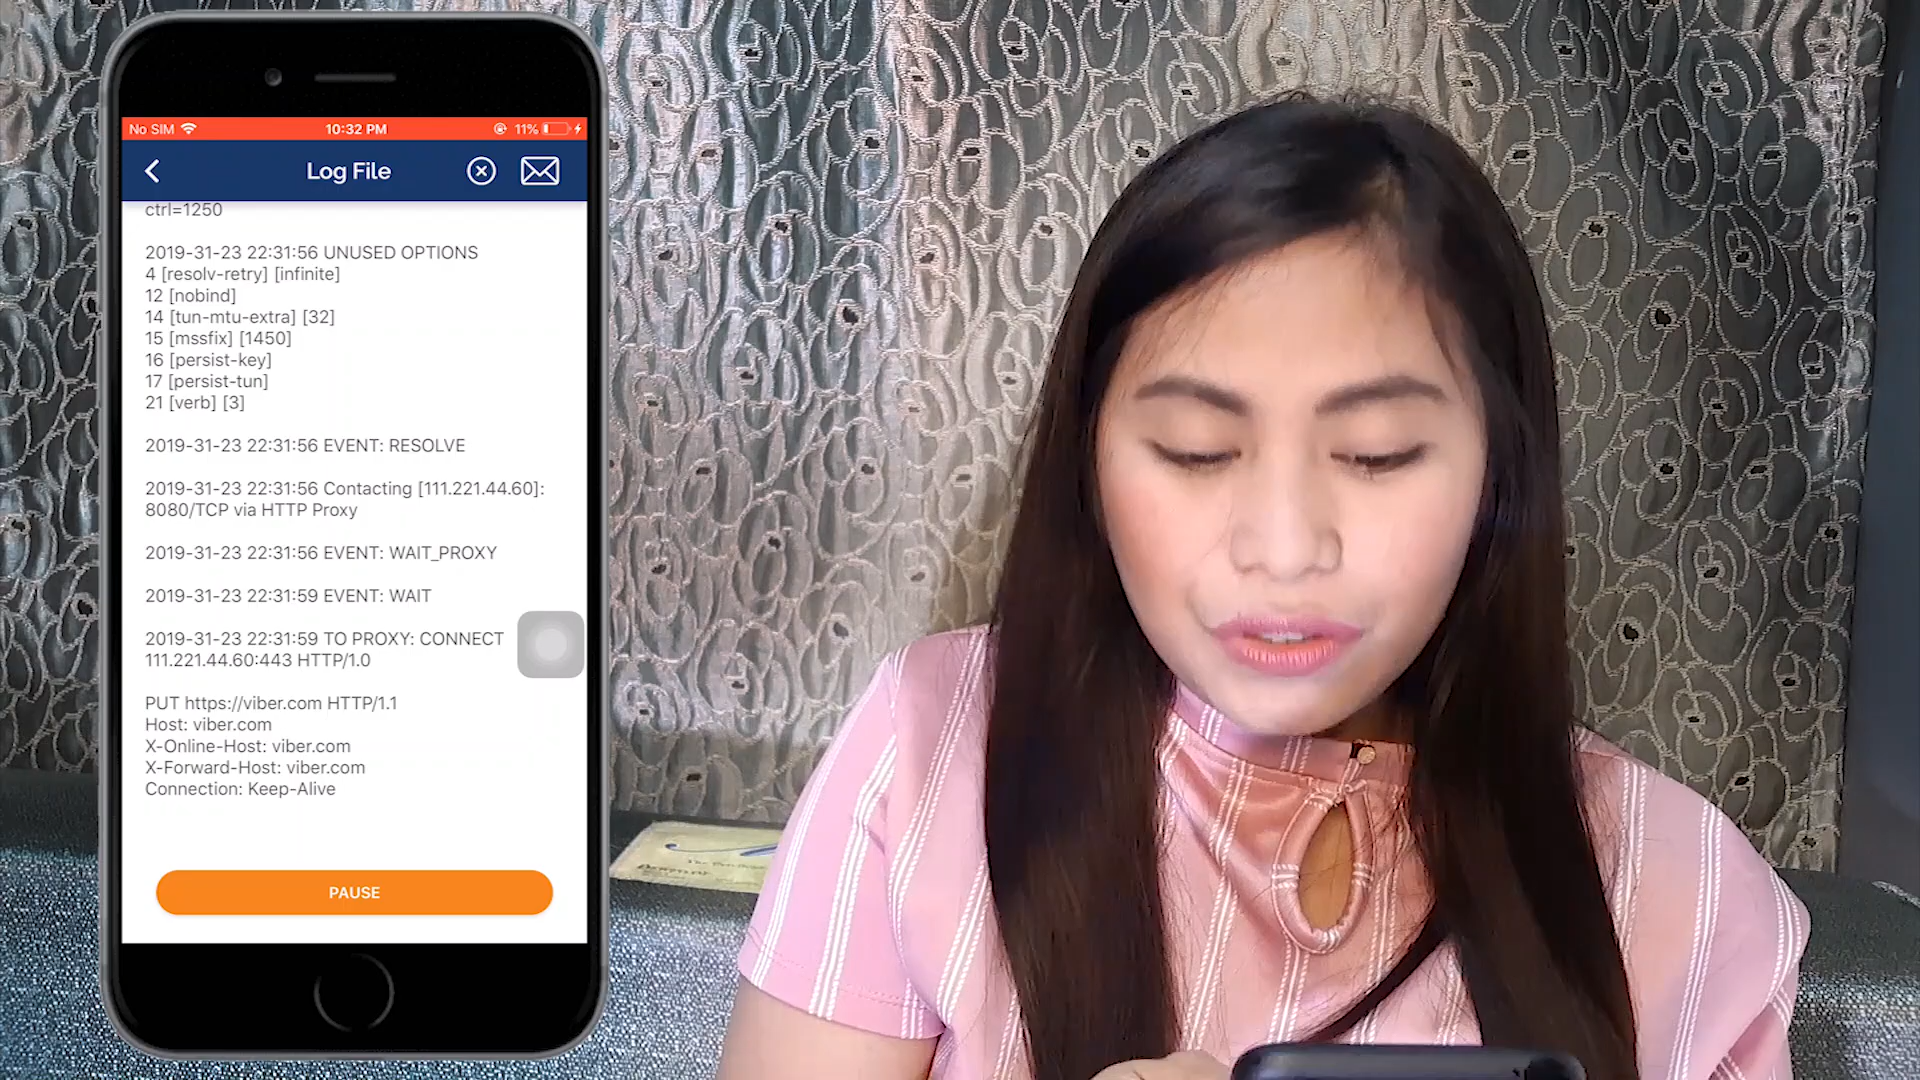 No SIM 10:32 PM 11%
Log File
ctrl=1250
2019-31-23 22:31:56 UNUSED OPTIONS
4 [resolv-retry] [infinite]
12 [nobind]
14 [tun-mtu-extra] [32]
15 [mssfix] [1450]
16 [persist-key]
17 [persist-tun]
21 [verb] [3]
2019-31-23 22:31:56 EVENT: RESOLVE
2019-31-23 22:31:56 Contacting [111.221.44.60]:
8080/TCP via HTTP Proxy
2019-31-23 22:31:56 EVENT: WAIT_PROXY
2019-31-23 22:31:59 EVENT: WAIT
2019-31-23 22:31:59 TO PROXY: CONNECT
111.221.44.60:443 HTTP/1.0
PUT https://viber.com HTTP/1.1
Host: viber.com
X-Online-Host: viber.com
X-Forward-Host: viber.com
Connection: Keep-Alive
PAUSE